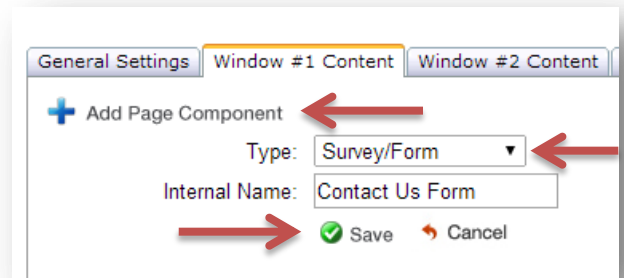 General Settings Window #1 Content Window #2 Content
Add Page Component
Type: Survey/Form
Internal Name: Contact Us Form
Save Cancel